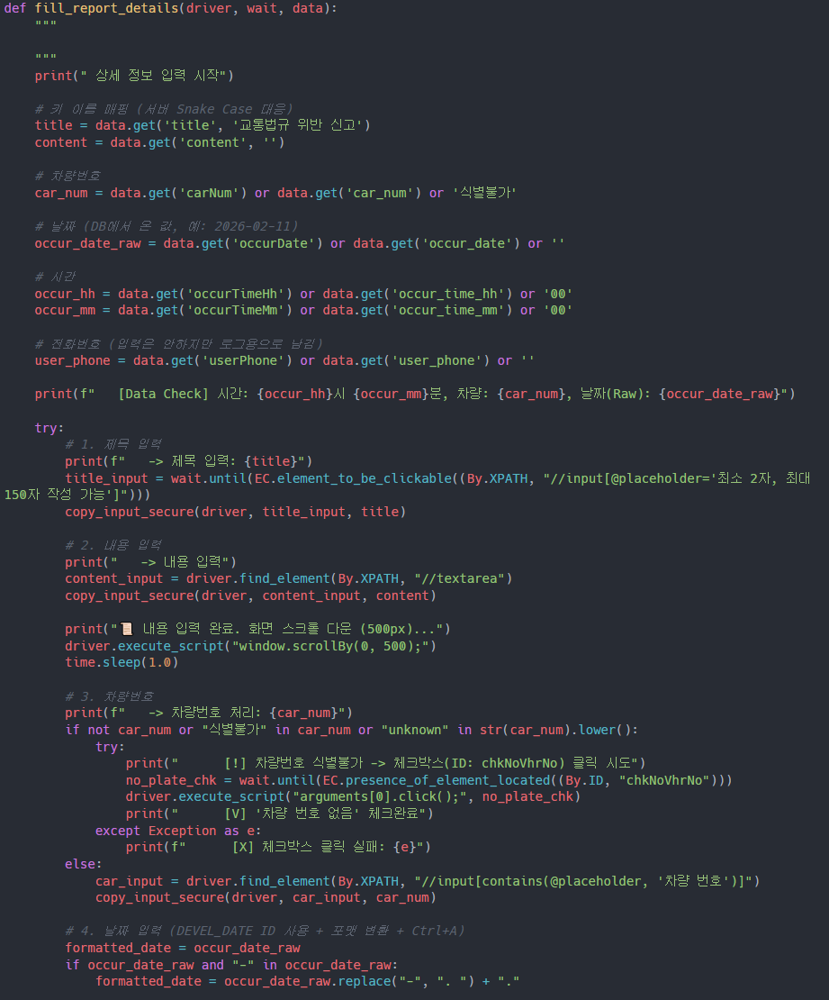 def fill_report_details(driver, wait, data):
    """

    """
    print(" 상세 정보 입력 시작")

    # 키 이름 매핑 (서버 Snake Case 대응)
    title = data.get('title', '교통법규 위반 신고')
    content = data.get('content', '')

    # 차량번호
    car_num = data.get('carNum') or data.get('car_num') or '식별불가'

    # 날짜 (DB에서 온 값, 예: 2026-02-11)
    occur_date_raw = data.get('occurDate') or data.get('occur_date') or ''

    # 시간
    occur_hh = data.get('occurTimeHh') or data.get('occur_time_hh') or '00'
    occur_mm = data.get('occurTimeMm') or data.get('occur_time_mm') or '00'

    # 전화번호 (입력은 안하지만 로그용으로 남김)
    user_phone = data.get('userPhone') or data.get('user_phone') or ''

    print(f"   [Data Check] 시간: {occur_hh}시 {occur_mm}분, 차량: {car_num}, 날짜(Raw): {occur_date_raw}")

    try:
        # 1. 제목 입력
        print(f"   -> 제목 입력: {title}")
        title_input = wait.until(EC.element_to_be_clickable((By.XPATH, "//input[@placeholder='최소 2자, 최대
150자 작성 가능']")))
        copy_input_secure(driver, title_input, title)

        # 2. 내용 입력
        print("   -> 내용 입력")
        content_input = driver.find_element(By.XPATH, "//textarea")
        copy_input_secure(driver, content_input, content)

        print("📜 내용 입력 완료. 화면 스크롤 다운 (500px)...")
        driver.execute_script("window.scrollBy(0, 500);")
        time.sleep(1.0)

        # 3. 차량번호
        print(f"   -> 차량번호 처리: {car_num}")
        if not car_num or "식별불가" in car_num or "unknown" in str(car_num).lower():
            try:
                print("      [!] 차량번호 식별불가 -> 체크박스(ID: chkNoVhrNo) 클릭 시도")
                no_plate_chk = wait.until(EC.presence_of_element_located((By.ID, "chkNoVhrNo")))
                driver.execute_script("arguments[0].click();", no_plate_chk)
                print("      [V] '차량 번호 없음' 체크완료")
            except Exception as e:
                print(f"      [X] 체크박스 클릭 실패: {e}")
        else:
            car_input = driver.find_element(By.XPATH, "//input[contains(@placeholder, '차량 번호')]")
            copy_input_secure(driver, car_input, car_num)

        # 4. 날짜 입력 (DEVEL_DATE ID 사용 + 포맷 변환 + Ctrl+A)
        formatted_date = occur_date_raw
        if occur_date_raw and "-" in occur_date_raw:
            formatted_date = occur_date_raw.replace("-", ". ") + "."